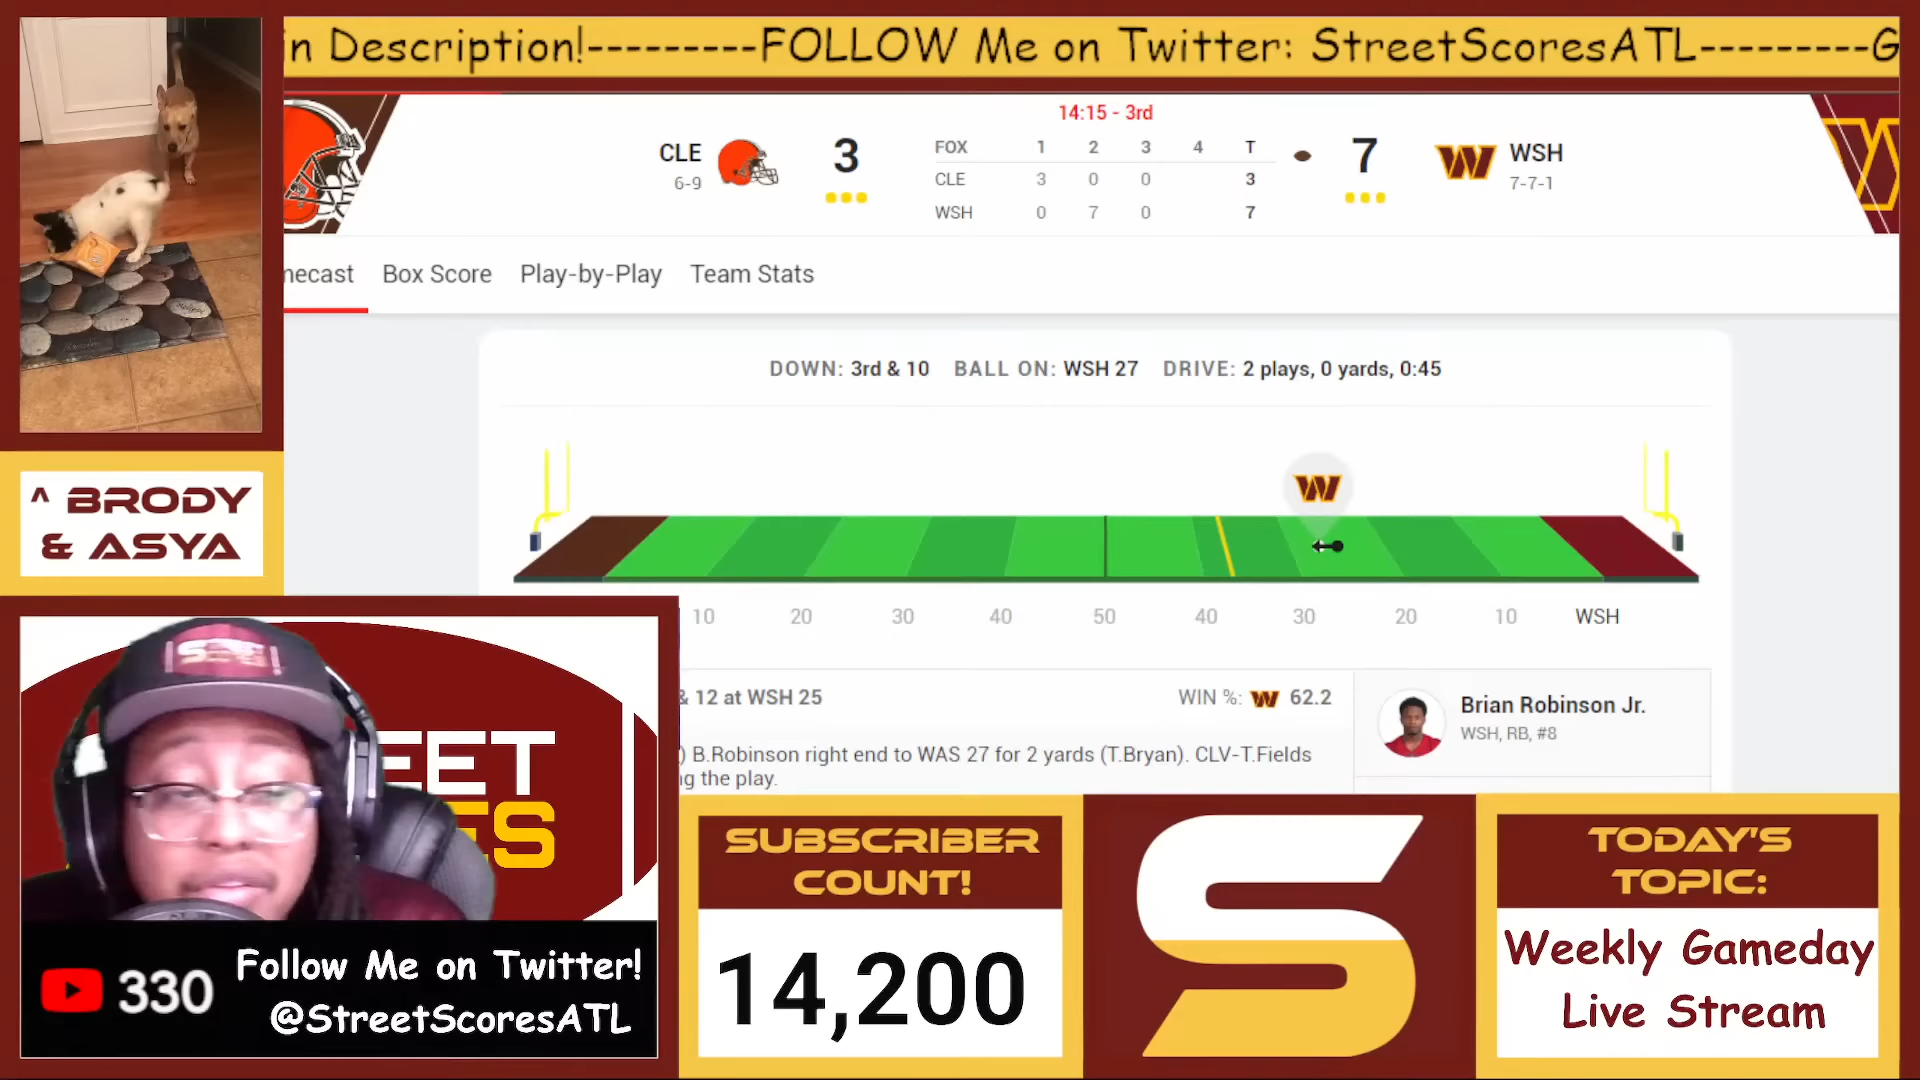 in Description!---------FOLLOW Me on Twitter: StreetScoresATL---------G
14:15 - 3rd
CLE
6-9
3
FOX 1 2 3 4 T
CLE 3 0 0 3
WSH 0 7 0 7
7
WSH
7-7-1
necast Box Score Play-by-Play Team Stats
DOWN: 3rd & 10 BALL ON: WSH 27 DRIVE: 2 plays, 0 yards, 0:45
^ BRODY
& ASYA
10 20 30 40 50 40 30 20 10 WSH
& 12 at WSH 25
WIN %: W 62.2
) B.Robinson right end to WAS 27 for 2 yards (T.Bryan). CLV-T.Fields
ng the play.
Brian Robinson Jr.
WSH, RB, #8
EET
ES
330
Follow Me on Twitter!
@StreetScoresATL
SUBSCRIBER
COUNT!
14,200
S
TODAY'S
TOPIC:
Weekly Gameday
Live Stream